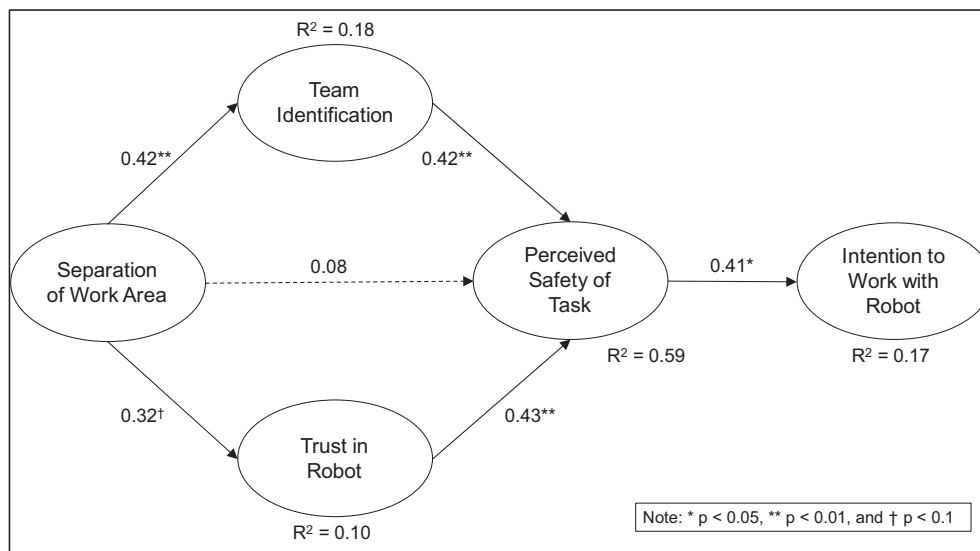 R² = 0.18
Team
Identification
0.42**
0.42**
Separation
of Work Area
0.08
Perceived
Safety of
Task
0.41*
Intention to
Work with
Robot
R² = 0.59
R² = 0.17
0.32†
0.43**
Trust in
Robot
R² = 0.10
Note: * p < 0.05, ** p < 0.01, and † p < 0.1